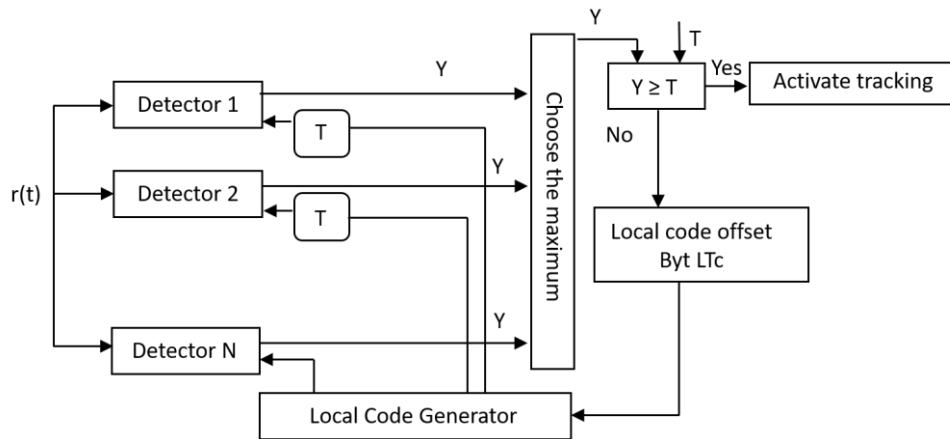 Y
T
Y
Y ≥ T
Yes
Activate tracking
Detector 1
T
No
Choose the maximum
Y
r(t)
Detector 2
T
Local code offset
Byt LTc
Y
Detector N
Local Code Generator